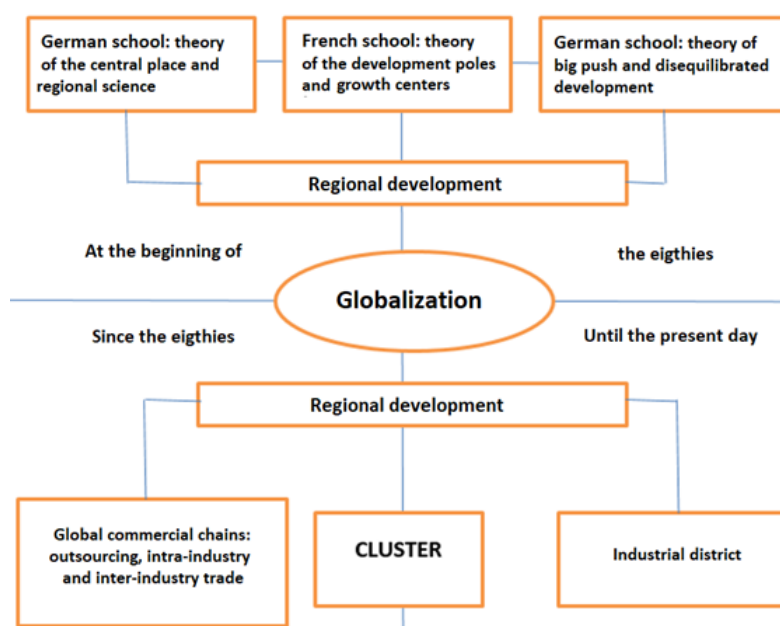 German school: theory
of the central place and
regional science
French school: theory
of the development poles
and growth centers
German school: theory of
big push and disequilibrated
development
Regional development
At the beginning of
the eigthies
Globalization
Since the eigthies
Until the present day
Regional development
Global commercial chains:
outsourcing, intra-industry
and inter-industry trade
CLUSTER
Industrial district